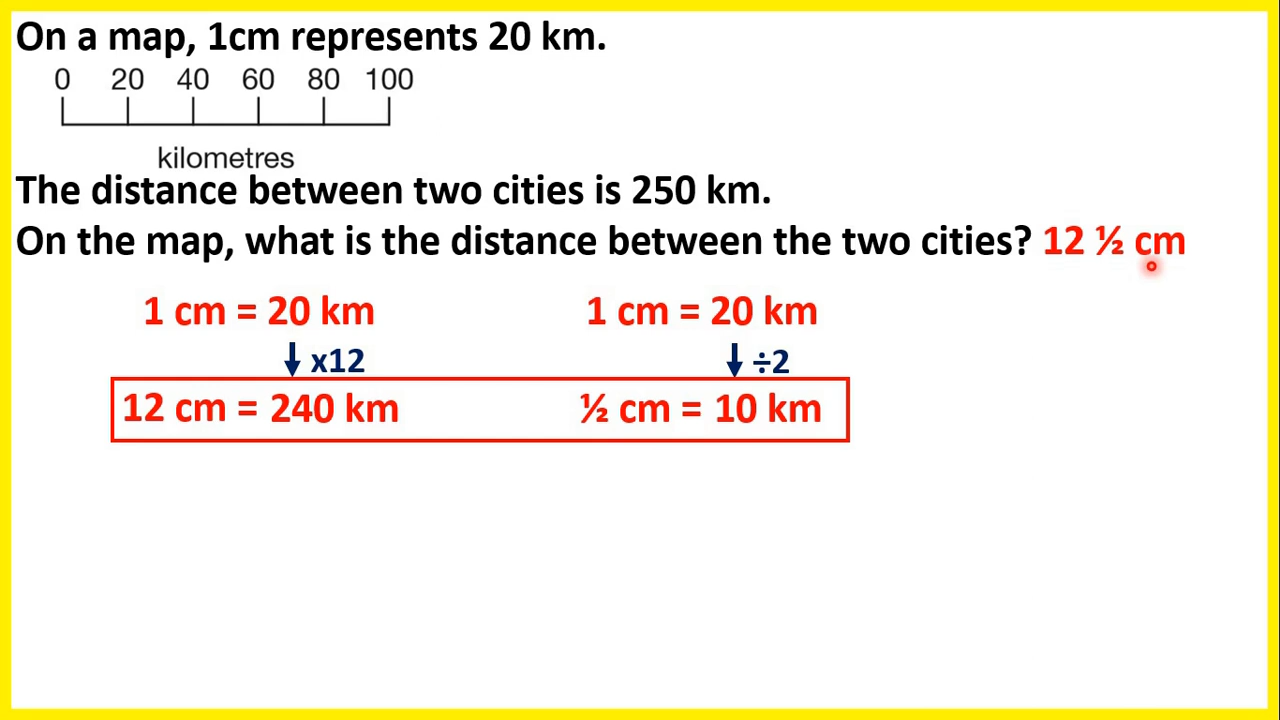 On a map, 1cm represents 20 km.
0 20 40 60 80 100
kilometres
The distance between two cities is 250 km.
On the map, what is the distance between the two cities? 12 ½ cm
1 cm = 20 km 1 cm = 20 km
x12 ÷2
12 cm = 240 km ½ cm = 10 km